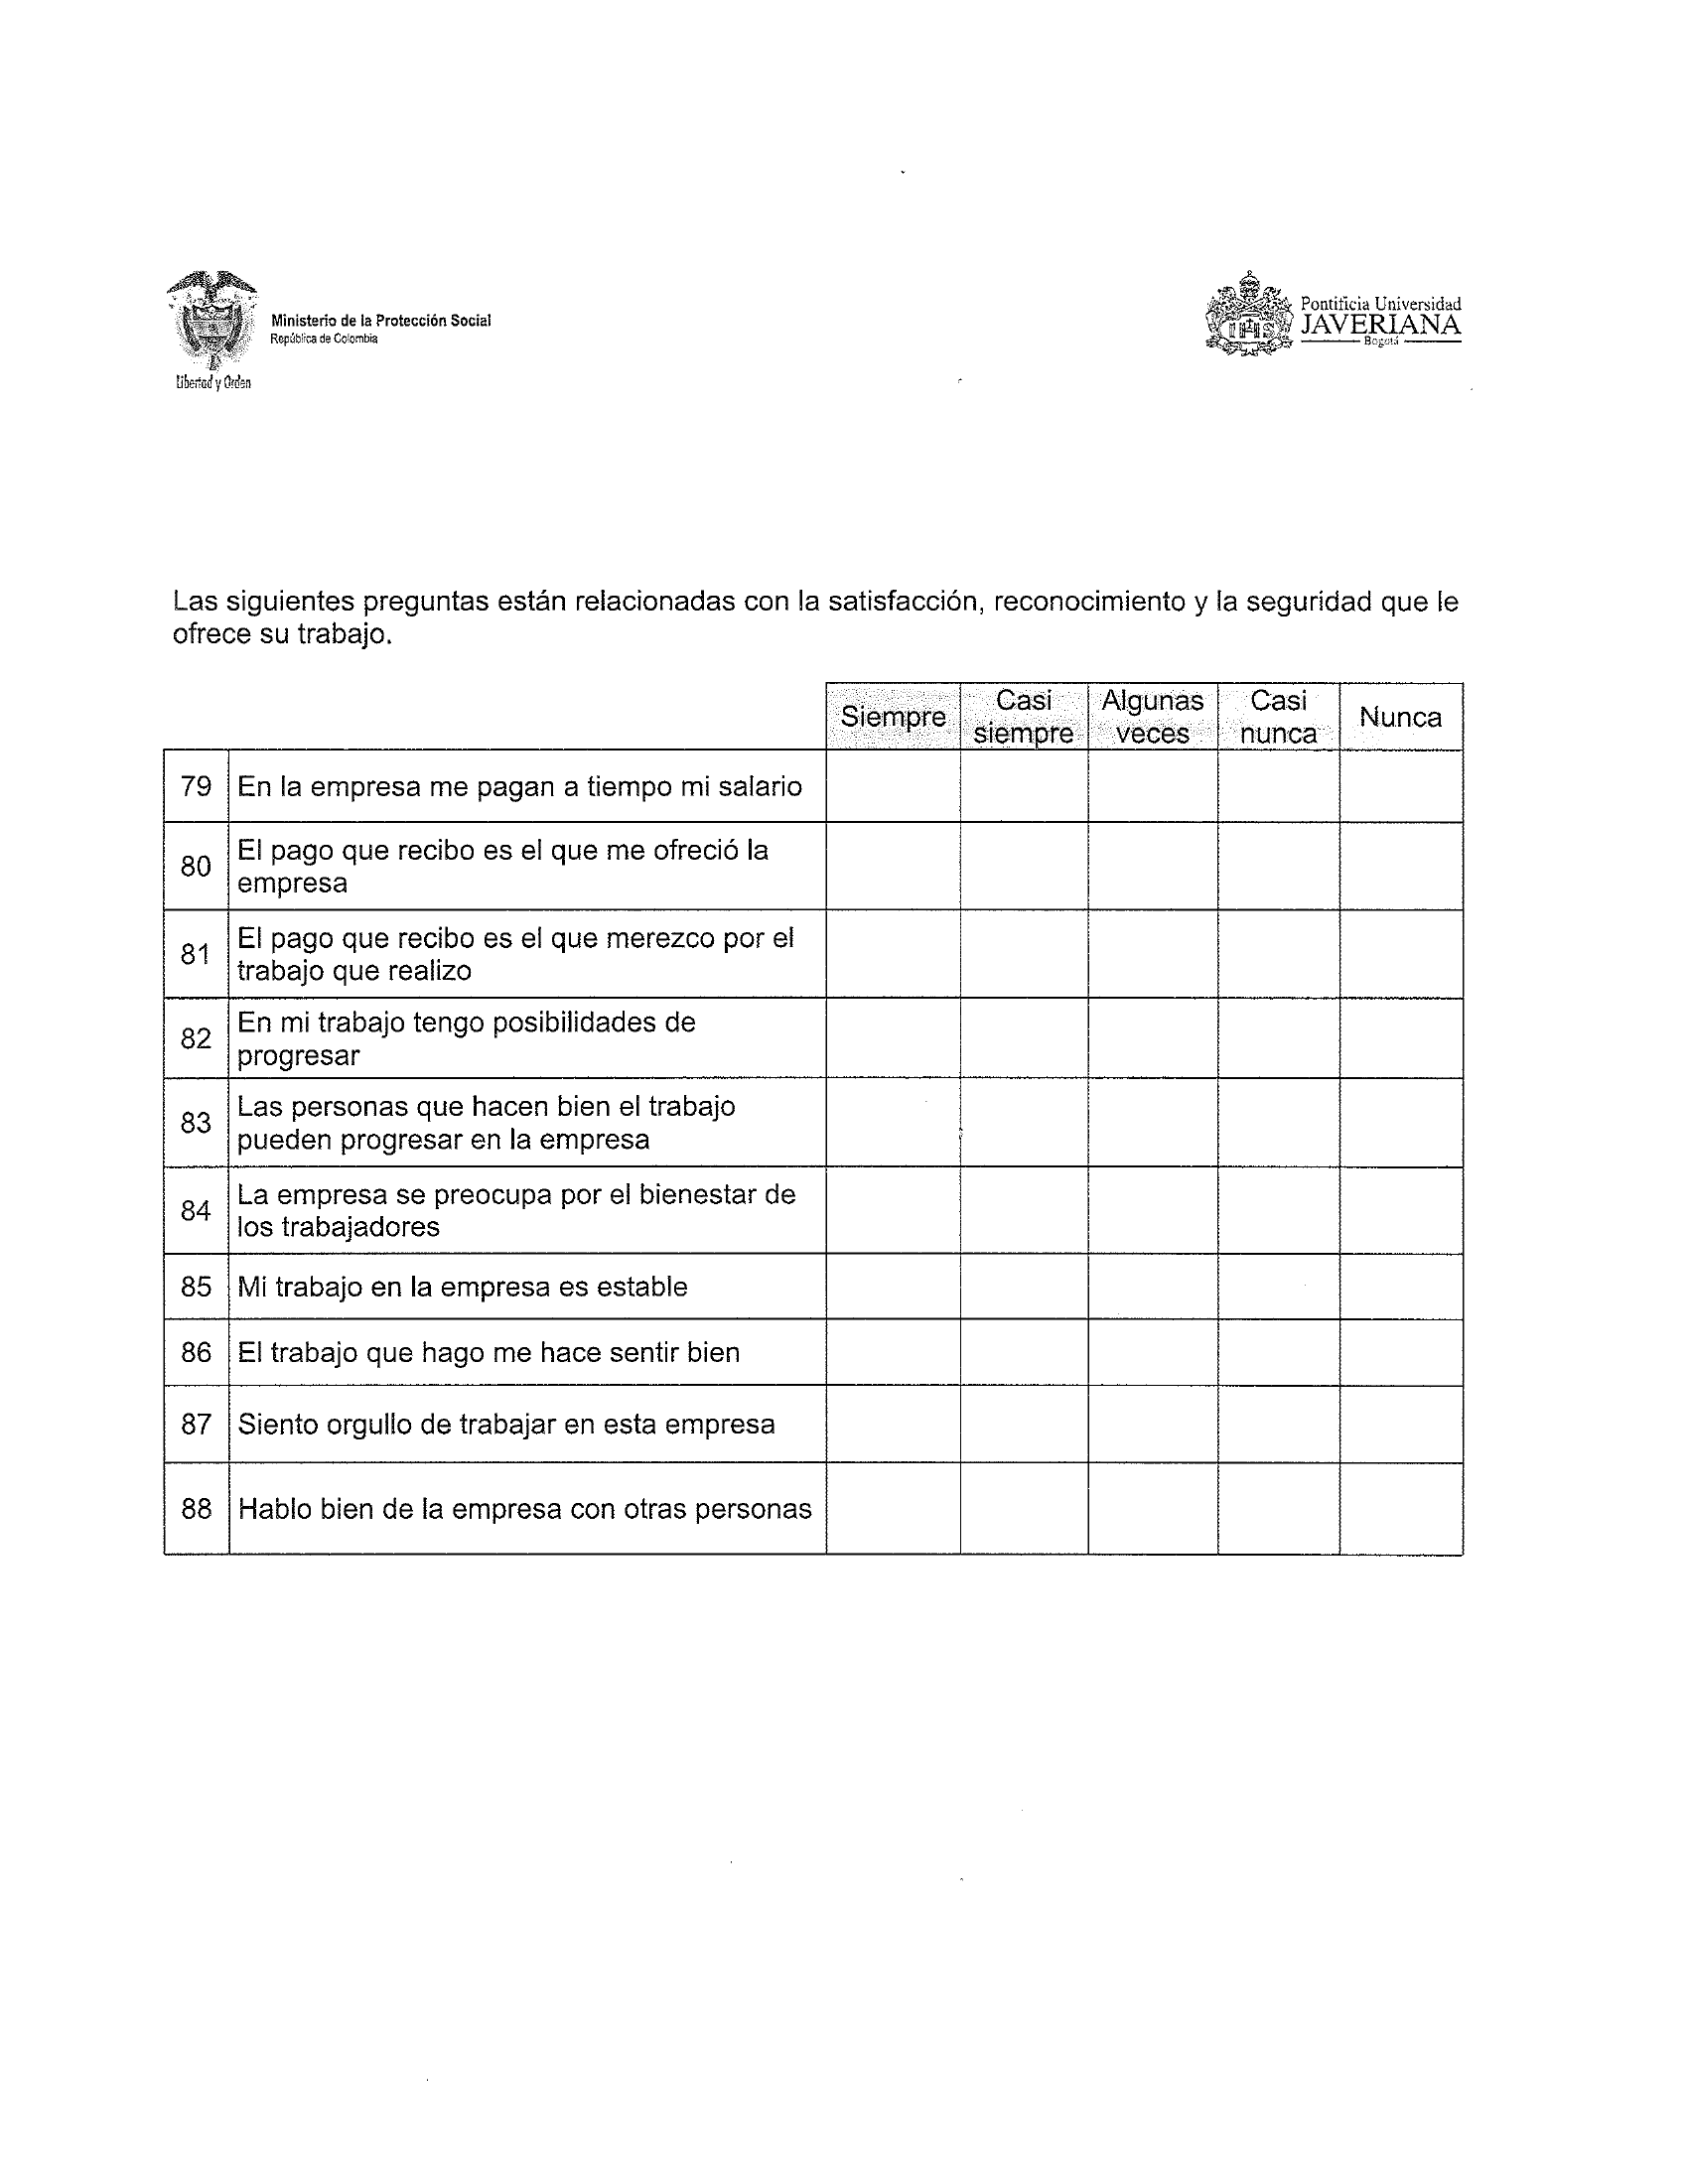 Ministerio de la Protección Social
República de Colombia
Libertad y Orden
Pontificia Universidad
JAVERIANA
Bogotá
Las siguientes preguntas están relacionadas con la satisfacción, reconocimiento y la seguridad que le
ofrece su trabajo.
Siempre
Casi
siempre
Algunas
veces
Casi
nunca
Nunca
79 En la empresa me pagan a tiempo mi salario
80 El pago que recibo es el que me ofreció la
empresa
81 El pago que recibo es el que merezco por el
trabajo que realizo
82 En mi trabajo tengo posibilidades de
progresar
83 Las personas que hacen bien el trabajo
pueden progresar en la empresa
84 La empresa se preocupa por el bienestar de
los trabajadores
85 Mi trabajo en la empresa es estable
86 El trabajo que hago me hace sentir bien
87 Siento orgullo de trabajar en esta empresa
88 Hablo bien de la empresa con otras personas